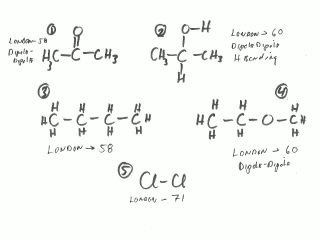 ①
London → 58
Dipole-
Dipole
O
H3C-C-CH3
②
O-H
CH3-C-CH3
H
London → 60
Dipole-Dipole
H Bonding
③
H H H H
H C-C-C-C H
H H H H
London → 58
④
H H H
H C-C-O-C H
H H H
London → 60
Dipole-Dipole
⑤
Cl-Cl
London - 71